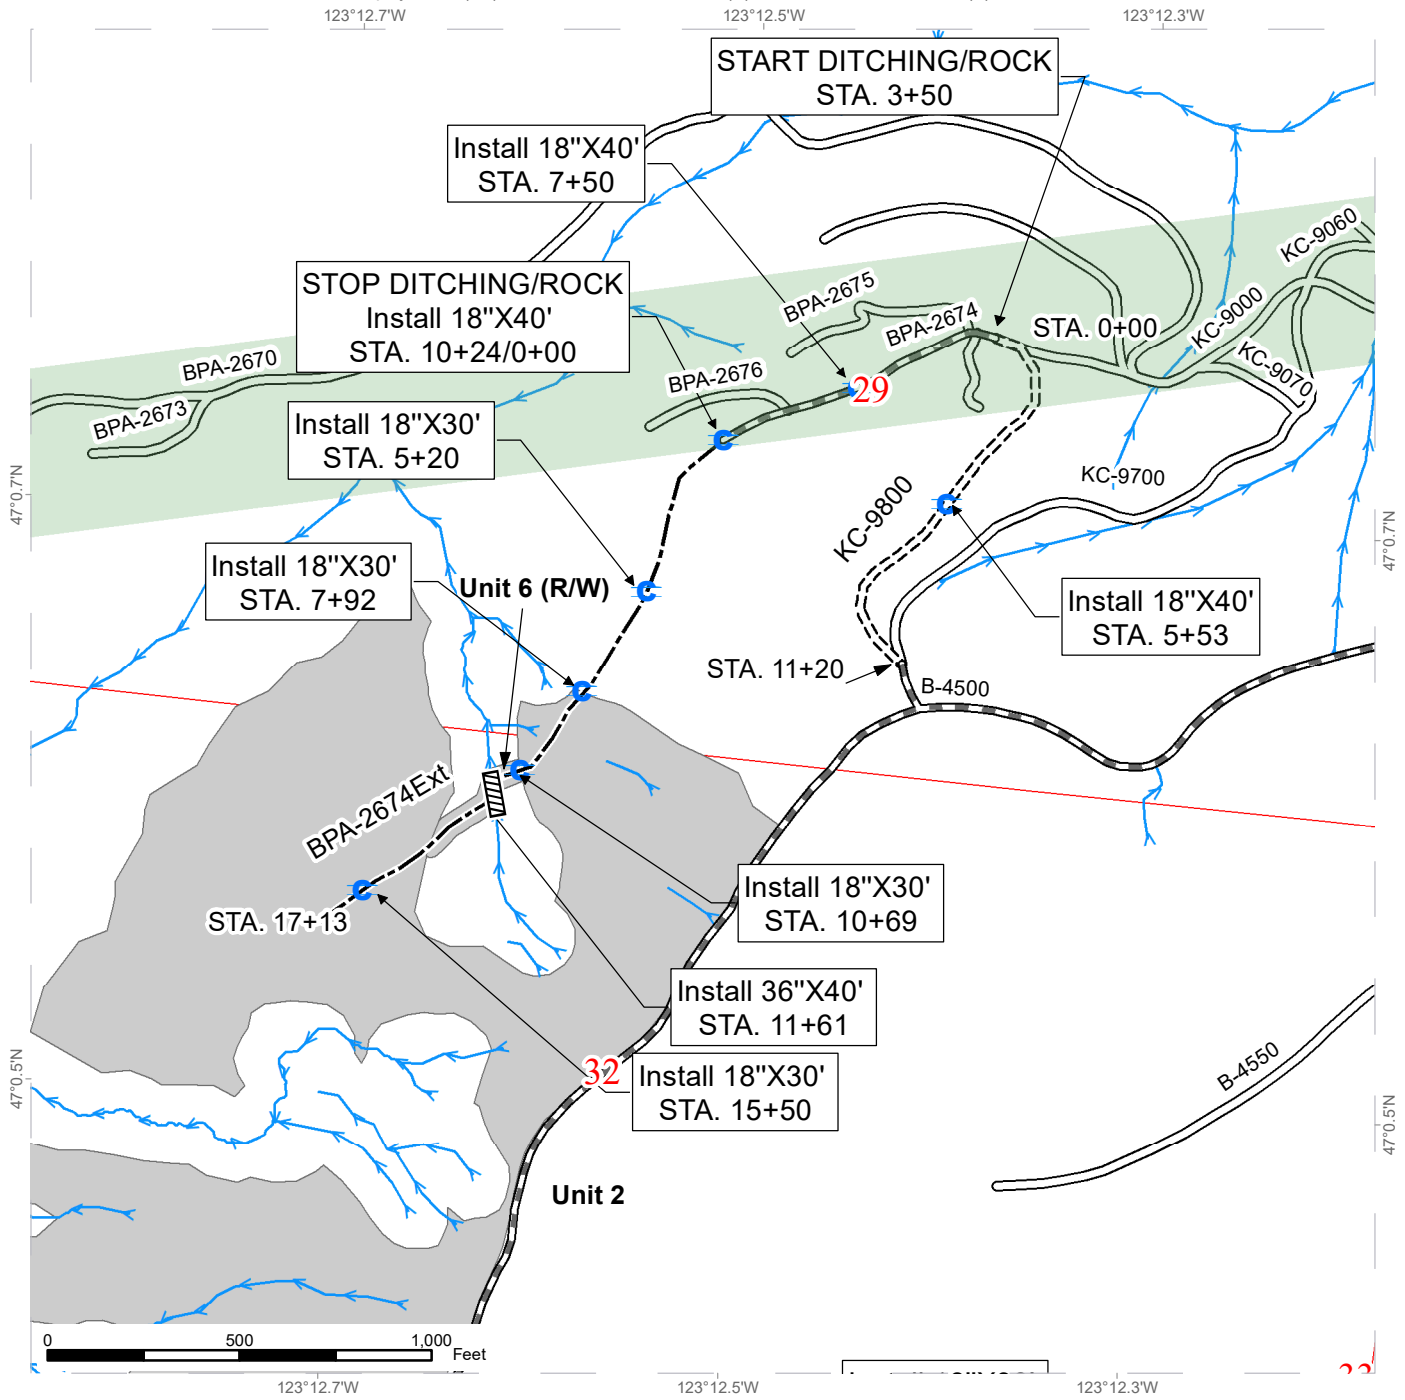 123°12.7'W
123°12.5'W
123°12.3'W
START DITCHING/ROCK
STA. 3+50
Install 18"X40'
STA. 7+50
KC-9060
STOP DITCHING/ROCK
Install 18"X40'
STA. 10+24/0+00
BPA-2675
BPA-2674
STA. 0+00
KC-9000
KC-9070
BPA-2670
BPA-2673
BPA-2676
29
Install 18"X30'
STA. 5+20
47°0.7'N
KC-9700
KC-9800
47°0.7'N
Install 18"X30'
STA. 7+92
Unit 6 (R/W)
Install 18"X40'
STA. 5+53
STA. 11+20
B-4500
BPA-2674Ext
STA. 17+13
Install 18"X30'
STA. 10+69
Install 36"X40'
STA. 11+61
32
Install 18"X30'
STA. 15+50
47°0.5'N
B-4550
47°0.5'N
Unit 2
0
500
1,000
Feet
33
123°12.7'W
123°12.5'W
123°12.3'W